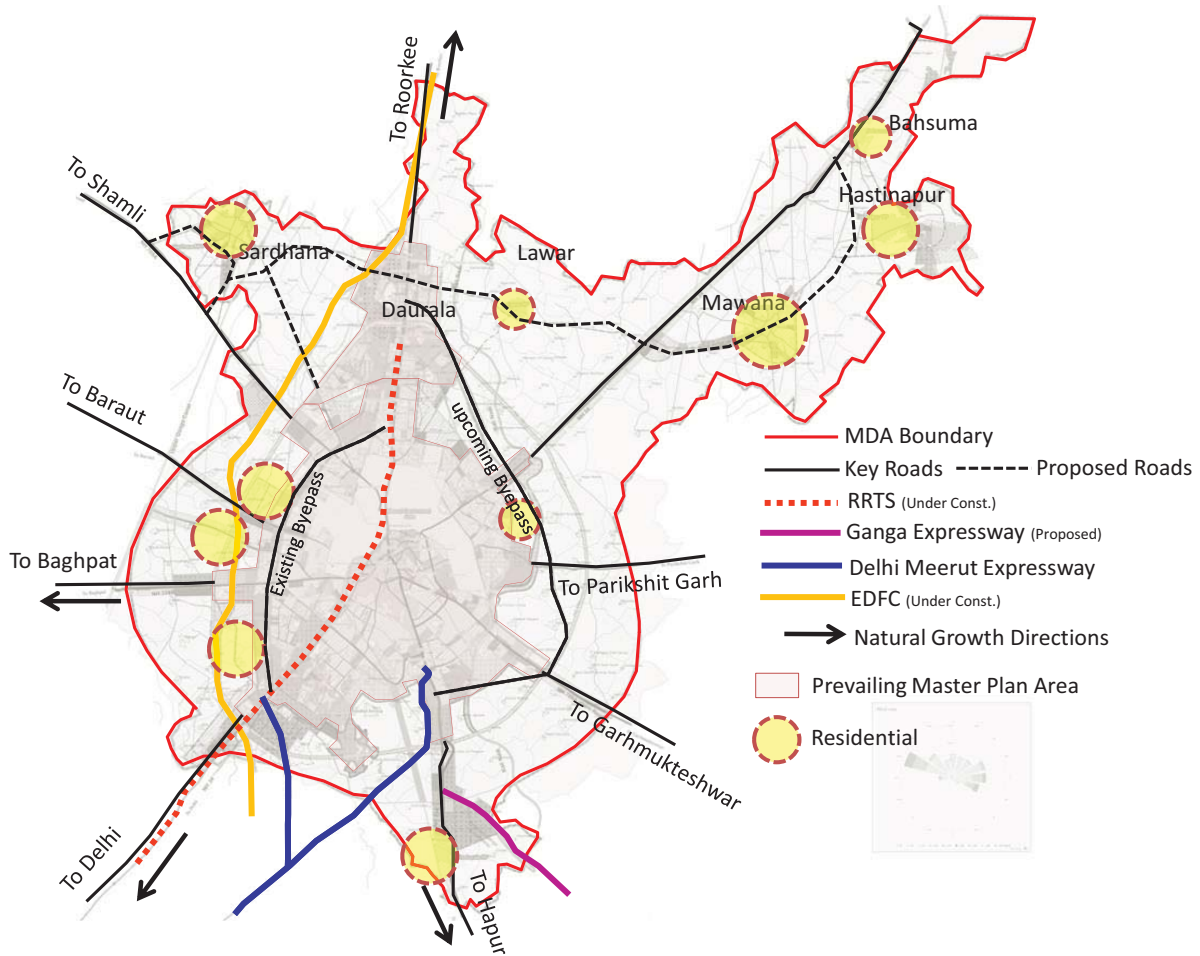 To Roorkee
Bahsuma
To Shamli
Hastinapur
Sardhana
Lawar
Daurala
Mawana
To Baraut
upcoming Byepass
Existing Byepass
To Baghpat
To Parikshit Garh
To Garhmukteshwar
To Delhi
To Hapur
MDA Boundary
Key Roads
Proposed Roads
RRTS (Under Const.)
Ganga Expressway (Proposed)
Delhi Meerut Expressway
EDFC (Under Const.)
Natural Growth Directions
Prevailing Master Plan Area
Residential